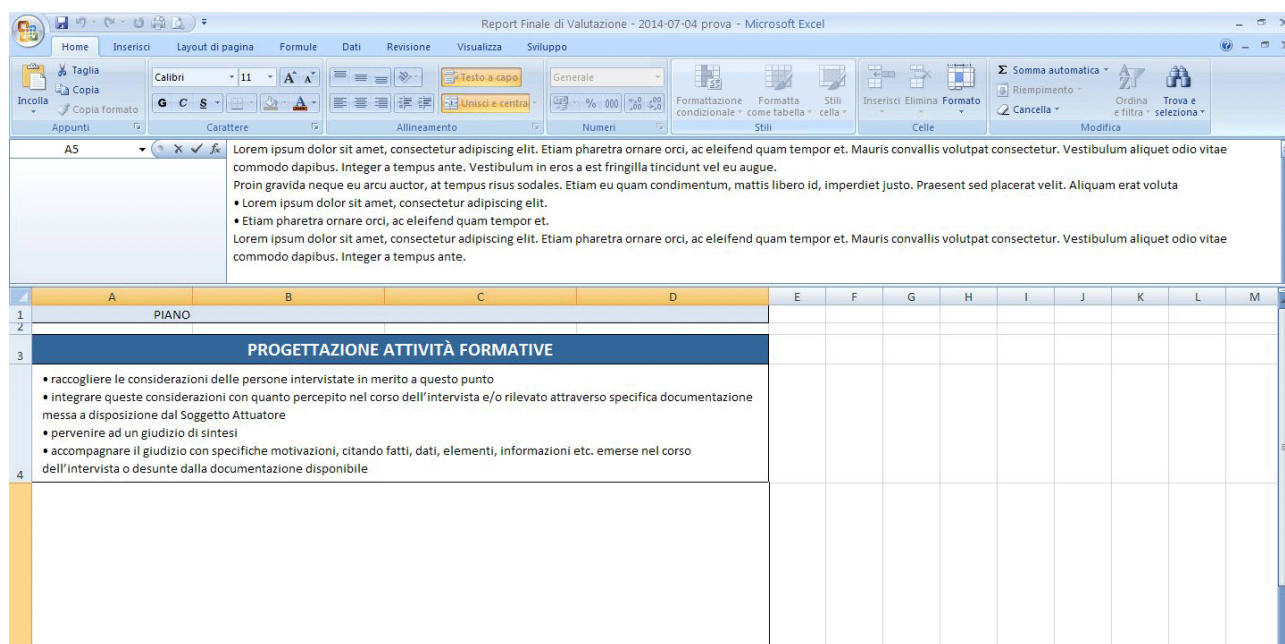 Report Finale di Valutazione - 2014-07-04 prova - Microsoft Excel
Home Inserisci Layout di pagina Formule Dati Revisione Visualizza Sviluppo
Incolla
Taglia
Copia
Copia formato
Appunti
Calibri 11 A A
G C S A
Carattere
Testo a capo
Unisci e centra
Allineamento
Generale
% 000 ,00 ,0 ,0 ,00
Numeri
Formattazione condizionale
Formatta come tabella
Stili cella
Stili
Inserisci Elimina Formato
Celle
Σ Somma automatica
Riempimento
Cancella
Ordina e filtra
Trova e seleziona
Modifica
A5 fx
Lorem ipsum dolor sit amet, consectetur adipiscing elit. Etiam pharetra ornare orci, ac eleifend quam tempor et. Mauris convallis volutpat consectetur. Vestibulum aliquet odio vitae
commodo dapibus. Integer a tempus ante. Vestibulum in eros a est fringilla tincidunt vel eu augue.
Proin gravida neque eu arcu auctor, at tempus risus sodales. Etiam eu quam condimentum, mattis libero id, imperdiet justo. Praesent sed placerat velit. Aliquam erat voluta
• Lorem ipsum dolor sit amet, consectetur adipiscing elit.
• Etiam pharetra ornare orci, ac eleifend quam tempor et.
Lorem ipsum dolor sit amet, consectetur adipiscing elit. Etiam pharetra ornare orci, ac eleifend quam tempor et. Mauris convallis volutpat consectetur. Vestibulum aliquet odio vitae
commodo dapibus. Integer a tempus ante.
A B C D E F G H I J K L M
1 PIANO
2
3 PROGETTAZIONE ATTIVITÀ FORMATIVE
• raccogliere le considerazioni delle persone intervistate in merito a questo punto
• integrare queste considerazioni con quanto percepito nel corso dell'intervista e/o rilevato attraverso specifica documentazione
messa a disposizione dal Soggetto Attuatore
• pervenire ad un giudizio di sintesi
• accompagnare il giudizio con specifiche motivazioni, citando fatti, dati, elementi, informazioni etc. emerse nel corso
4 dell'intervista o desunte dalla documentazione disponibile